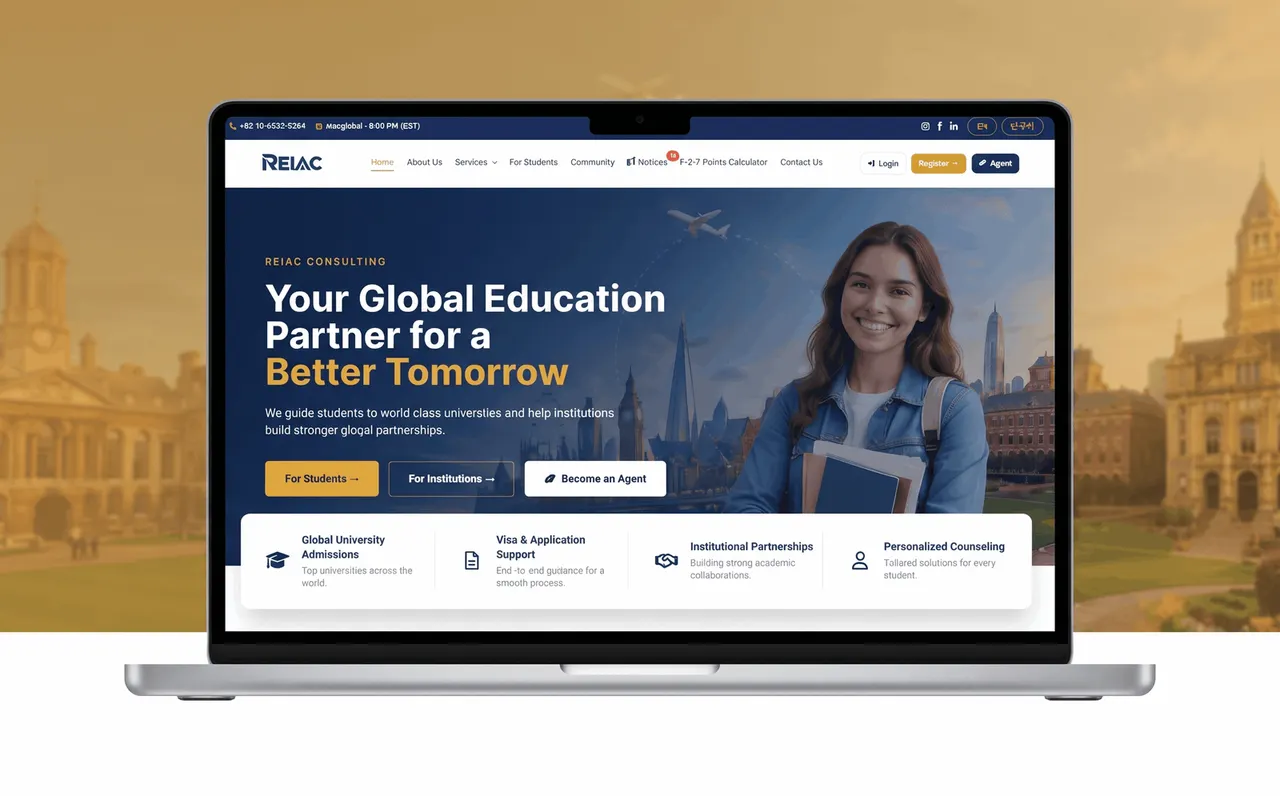 +82 10-6532-5264
Macglobal - 8:00 PM (EST)
REIAC
Home
About Us
Services
For Students
Community
Notices
F-2-7 Points Calculator
Contact Us
Login
Register →
Agent
REIAC CONSULTING
Your Global Education
Partner for a
Better Tomorrow
We guide students to world class universties and help institutions
build stronger glogal partnerships.
For Students →
For Institutions →
Become an Agent
Global University
Admissions
Top universities across the
world.
Visa & Application
Support
End -to- end guidance for a
smooth process.
Institutional Partnerships
Building strong academic
collaborations.
Personalized Counseling
Tallared solutions for every
student.